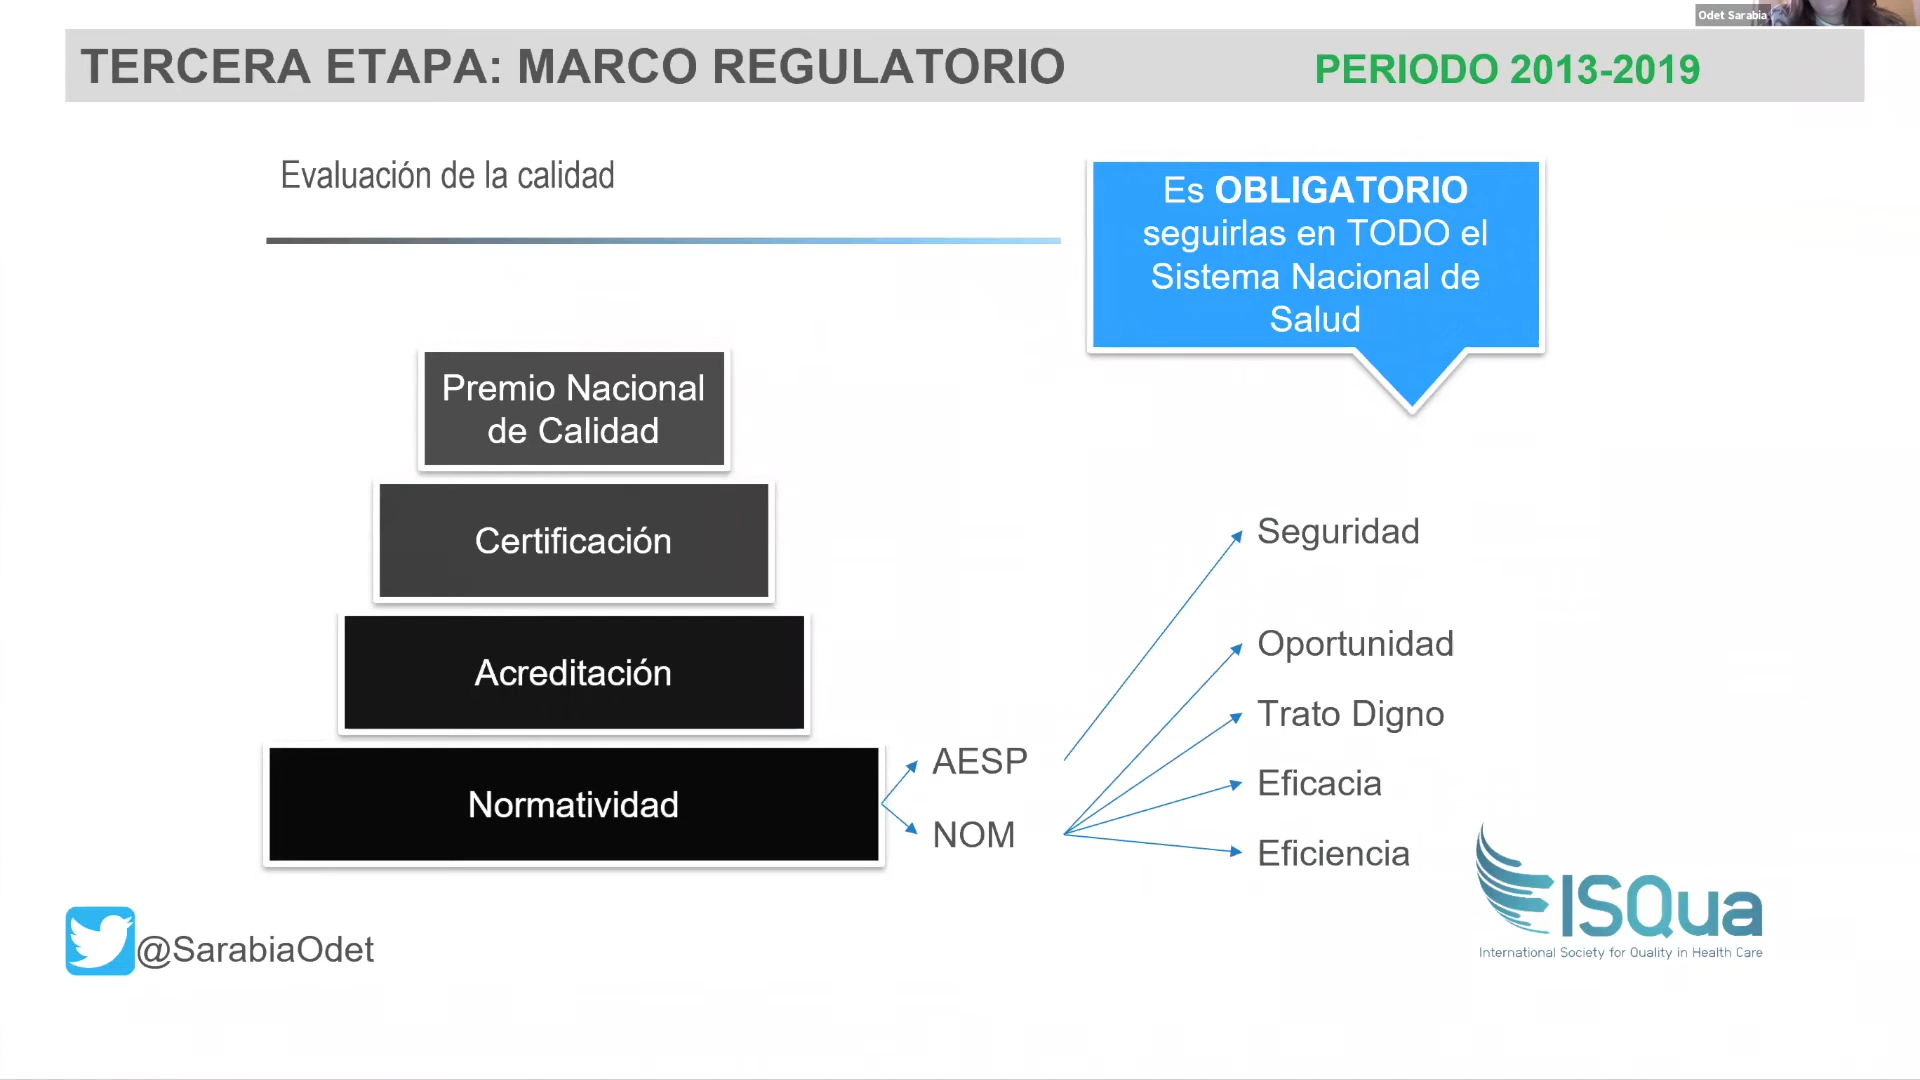 Odet Sarabia
TERCERA ETAPA: MARCO REGULATORIO
PERIODO 2013-2019
Evaluación de la calidad
Es OBLIGATORIO
seguirlas en TODO el
Sistema Nacional de
Salud
Premio Nacional
de Calidad
Certificación
Acreditación
Normatividad
AESP
NOM
Seguridad
Oportunidad
Trato Digno
Eficacia
Eficiencia
@SarabiaOdet
ISQua
International Society for Quality in Health Care